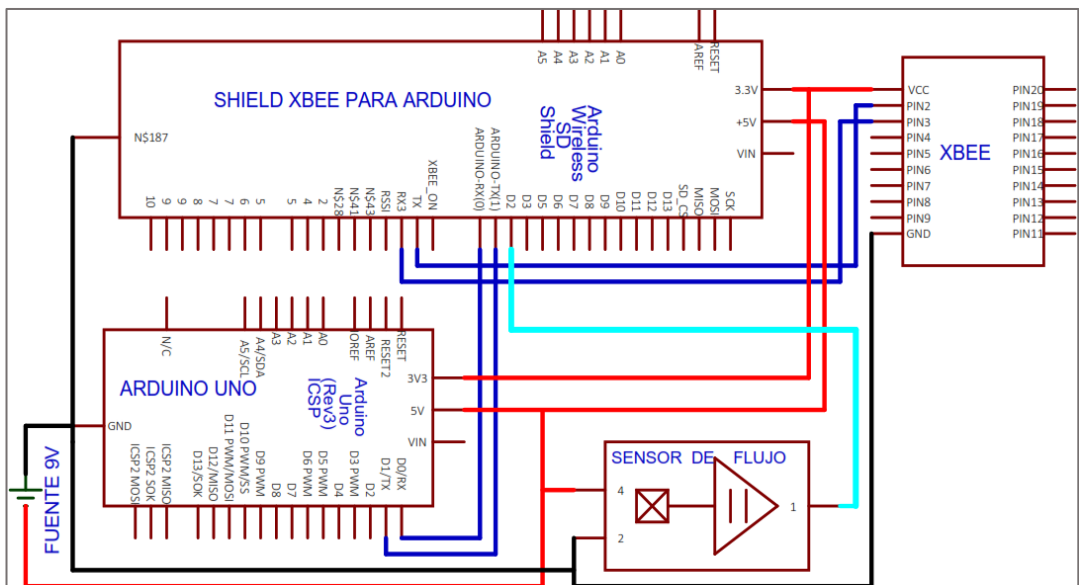 A5
A4
A3
A2
A1
A0
AREF
RESET
SHIELD XBEE PARA ARDUINO
Arduino
Wireless
SD
Shield
N$187
3.3V
+5V
VIN
10
9
9
8
7
7
6
5
5
4
2
N$28
N$41
N$43
RSSI
RX3
TX
XBEE_ON
ARDUINO-RX(0)
ARDUINO-TX(1)
D2
D3
D5
D6
D7
D8
D9
D10
D11
D12
D13
SD_CS
MISO
MOSI
SCK
VCC
PIN2
PIN3
PIN4
PIN5
PIN6
PIN7
PIN8
PIN9
GND
XBEE
PIN20
PIN19
PIN18
PIN17
PIN16
PIN15
PIN14
PIN13
PIN12
PIN11
N/C
A5/SCL
A4/SDA
A3
A2
A1
A0
IOREF
AREF
RESET2
RESET
ARDUINO UNO
Arduino
Uno
(Rev3)
ICSP
3V3
5V
VIN
GND
ICSP2 MOSI
ICSP2 SOK
ICSP2 MISO
D13/SOK
D12/MISO
D11 PWM/MOSI
D10 PWM/SS
D9 PWM
D8
D7
D6 PWM
D5 PWM
D4
D3 PWM
D2
D1/TX
D0/RX
FUENTE 9V
SENSOR DE FLUJO
4
2
1